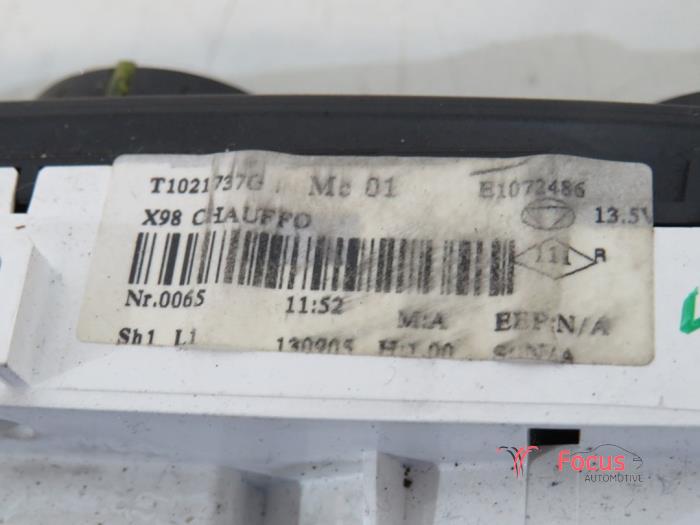 T1021737G Mc 01 E1072486
X98 CHAUFFO 13.5V
111 R
Nr.0065 11:52 M:A EEP:N/A
Sh1 L1 130905 H:1.00 S:N/A
Focus
AUTOMOTIVE